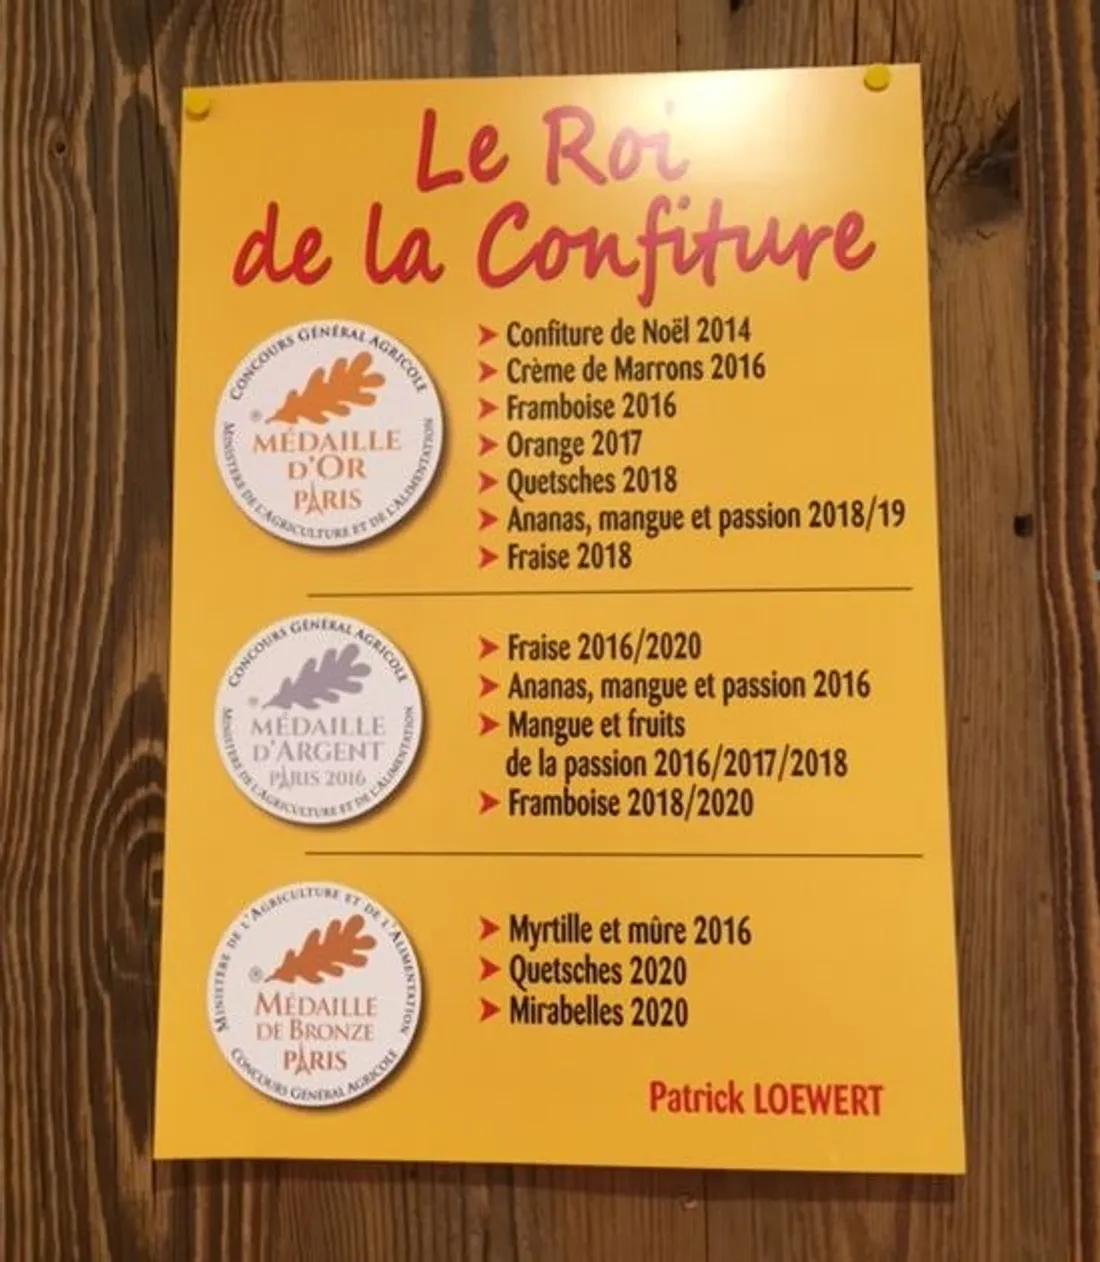 Le Roi
de la Confiture
CONCOURS GÉNÉRAL AGRICOLE
®
MÉDAILLE
D'OR
PARIS
MINISTÈRE DE L'AGRICULTURE ET DE L'ALIMENTATION
➤ Confiture de Noël 2014
➤ Crème de Marrons 2016
➤ Framboise 2016
➤ Orange 2017
➤ Quetsches 2018
➤ Ananas, mangue et passion 2018/19
➤ Fraise 2018
CONCOURS GÉNÉRAL AGRICOLE
®
MÉDAILLE
D'ARGENT
PARIS 2016
MINISTÈRE DE L'AGRICULTURE ET DE L'ALIMENTATION
➤ Fraise 2016/2020
➤ Ananas, mangue et passion 2016
➤ Mangue et fruits
de la passion 2016/2017/2018
➤ Framboise 2018/2020
MINISTÈRE DE L'AGRICULTURE ET DE L'ALIMENTATION
®
MÉDAILLE
DE BRONZE
PARIS
CONCOURS GÉNÉRAL AGRICOLE
➤ Myrtille et mûre 2016
➤ Quetsches 2020
➤ Mirabelles 2020
Patrick LOEWERT